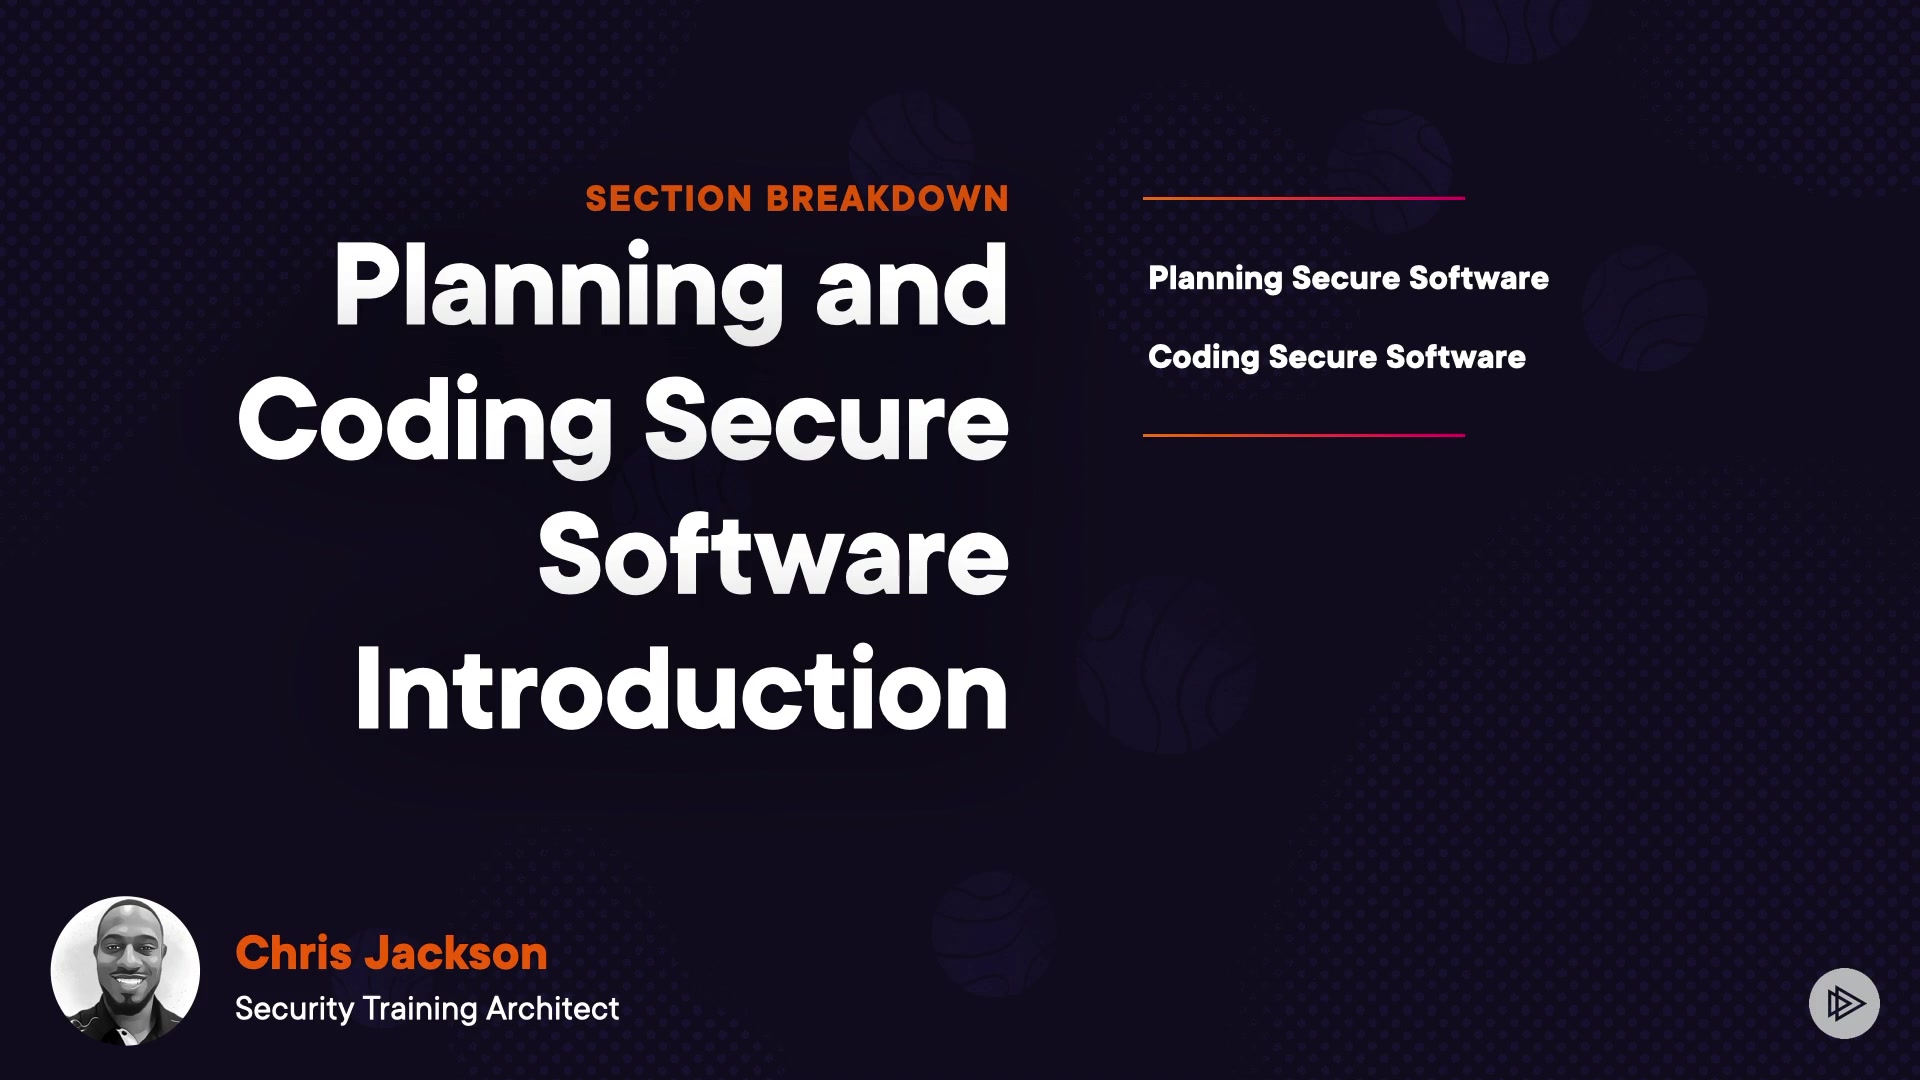 SECTION BREAKDOWN
Planning and
Coding Secure
Software
Introduction
Planning Secure Software
Coding Secure Software
Chris Jackson
Security Training Architect